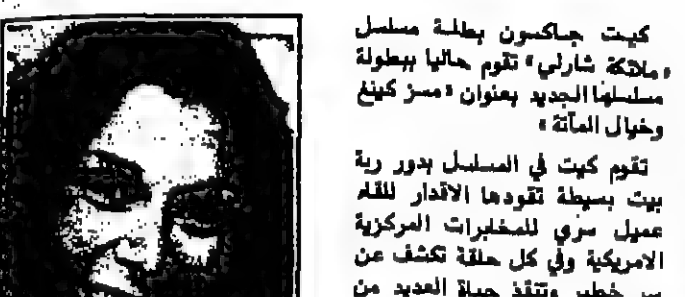 كيت جاكسون بطلة مسلسل
«ملائكة شارلي» تقوم حاليا ببطولة
مسلسلها الجديد بعنوان «مسز كينغ
وخيال المآتة»
تقوم كيت في المسلسل بدور ربة
بيت بسيطة تقودها الاقدار للقاء
عميل سري للمخابرات المركزية
الامريكية وفي كل حلقة تكشف عن
سر خطير وتنقذ حياة العديد من